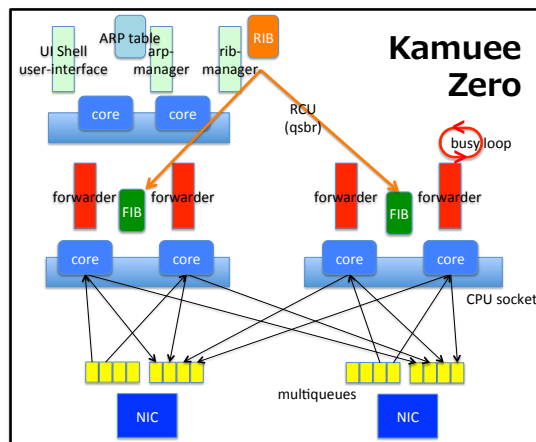 Kamuee
Zero
ARP table
RIB
UI Shell
user-interface
arp-
manager
rib-
manager
RCU
(qsbr)
core
core
busy loop
forwarder
FIB
forwarder
forwarder
FIB
forwarder
core
core
core
core
CPU socket
multiqueues
NIC
NIC